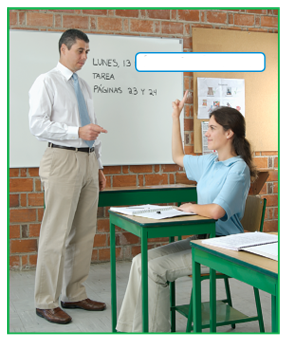 LUNES, 13
TAREA
PÁGINAS 23 Y 24